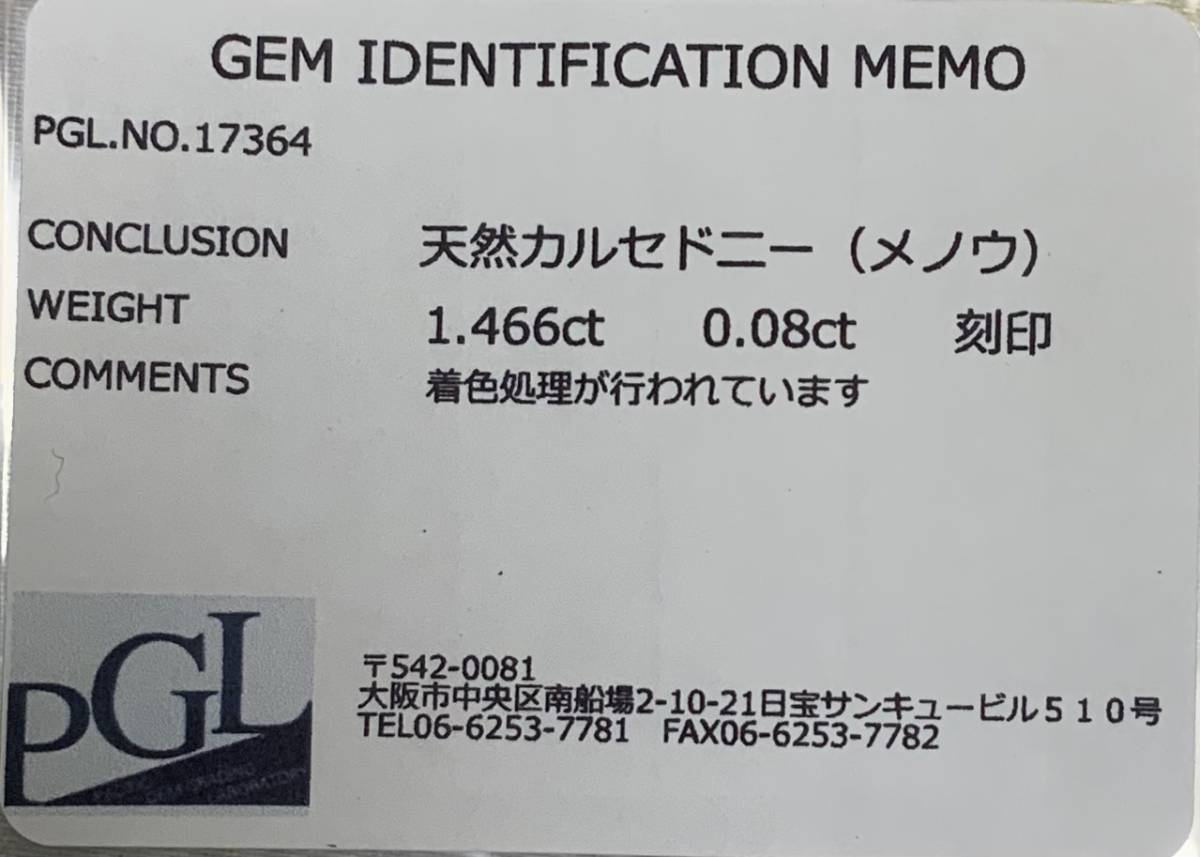 GEM IDENTIFICATION MEMO
PGL.NO.17364
CONCLUSION 天然カルセドニー（メノウ）
WEIGHT 1.466ct 0.08ct 刻印
COMMENTS 着色処理が行われています
PGL
〒542-0081
大阪市中央区南船場2-10-21日宝サンキュービル５１０号
TEL06-6253-7781 FAX06-6253-7782